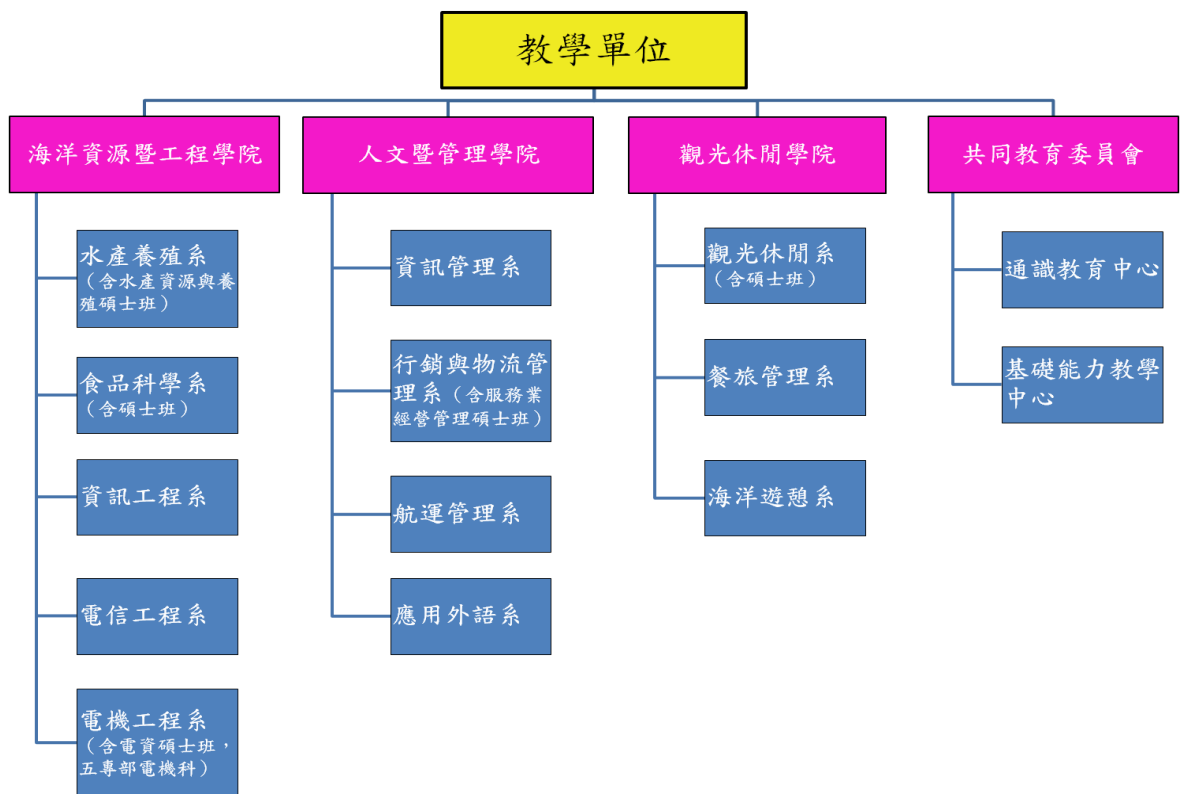 教學單位
海洋資源暨工程學院
水產養殖系
（含水產資源與養
殖碩士班）
食品科學系
（含碩士班）
資訊工程系
電信工程系
電機工程系
（含電資碩士班，
五專部電機科）
人文暨管理學院
資訊管理系
行銷與物流管
理系（含服務業
經營管理碩士班）
航運管理系
應用外語系
觀光休閒學院
觀光休閒系
（含碩士班）
餐旅管理系
海洋遊憩系
共同教育委員會
通識教育中心
基礎能力教學
中心